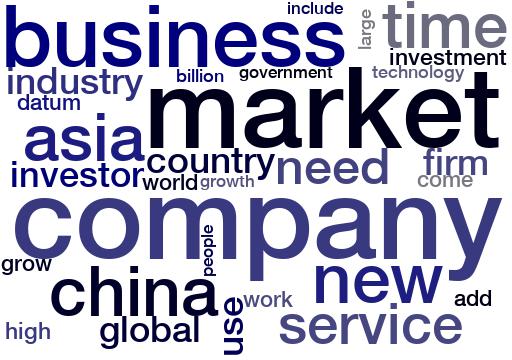 include
business
large
time
investment
industry
billion
government
technology
datum
market
asia
country
need
firm
investor
world
growth
come
company
people
grow
china
new
add
use
work
high
global
service